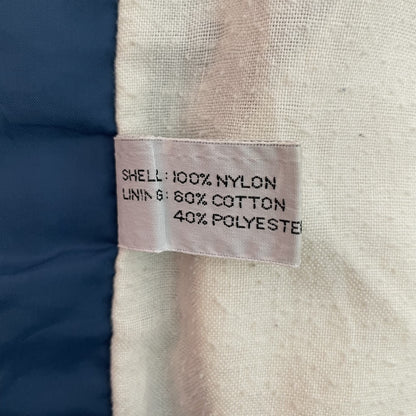 SHELL: 100% NYLON
LINING: 60% COTTON
40% POLYESTER